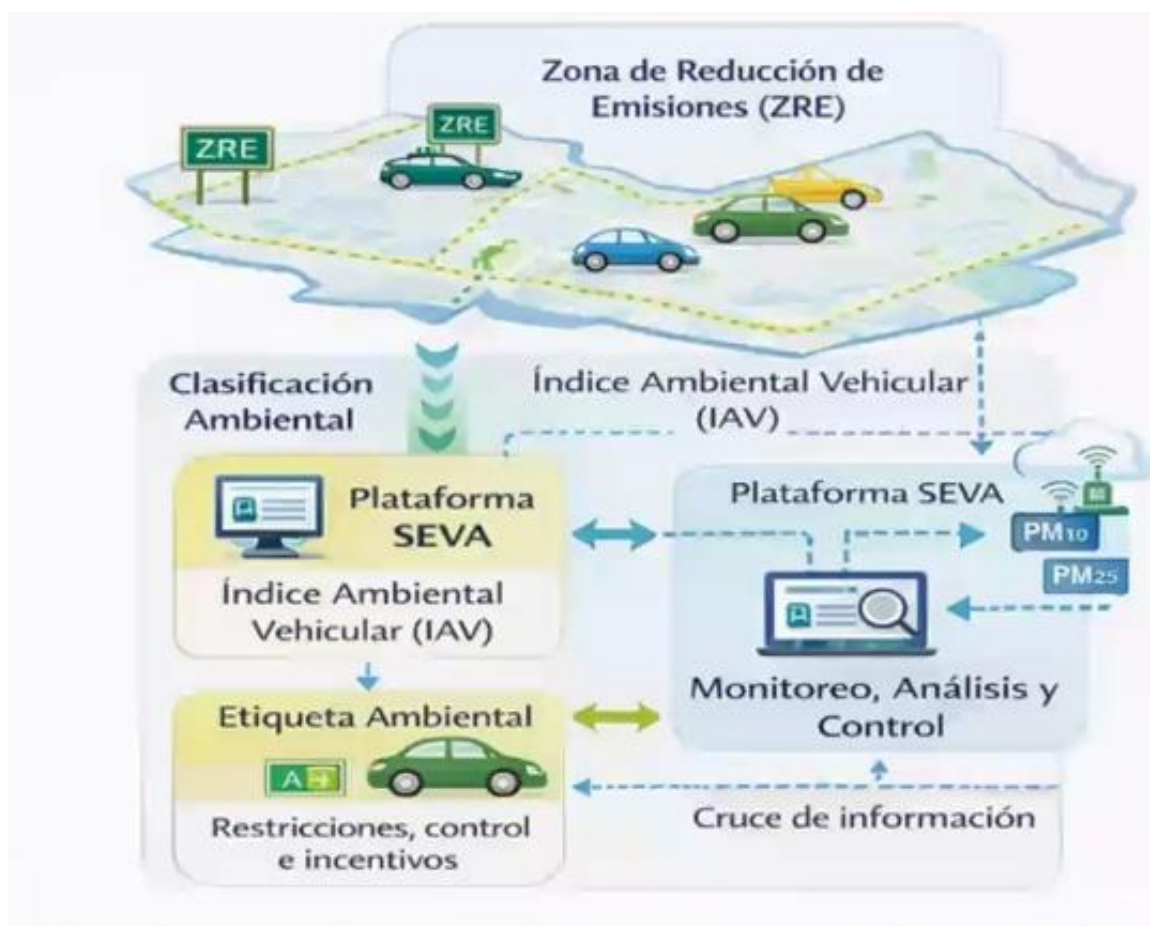 Zona de Reducción de
Emisiones (ZRE)
ZRE
ZRE
Clasificación
Ambiental
Índice Ambiental Vehicular
(IAV)
Plataforma
SEVA
Índice Ambiental
Vehicular (IAV)
Plataforma SEVA
PM10
PM25
Monitoreo, Análisis y
Control
Etiqueta Ambiental
A
Restricciones, control
e incentivos
Cruce de información